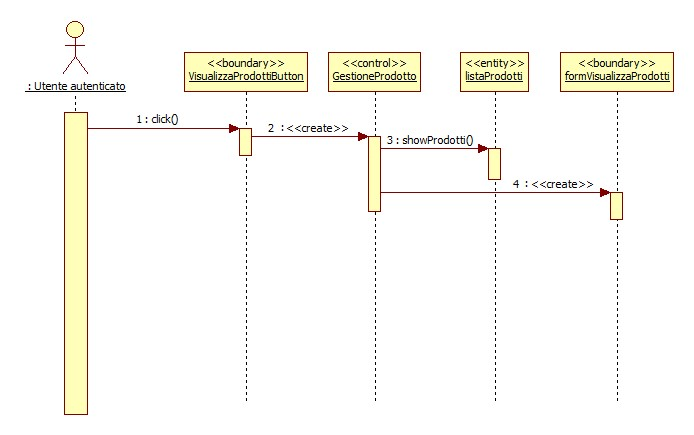 <<boundary>>
VisualizzaProdottiButton
<<control>>
GestioneProdotto
<<entity>>
listaProdotti
<<boundary>>
formVisualizzaProdotti
: Utente autenticato
1 : click()
2 : <<create>>
3 : showProdotti()
4 : <<create>>